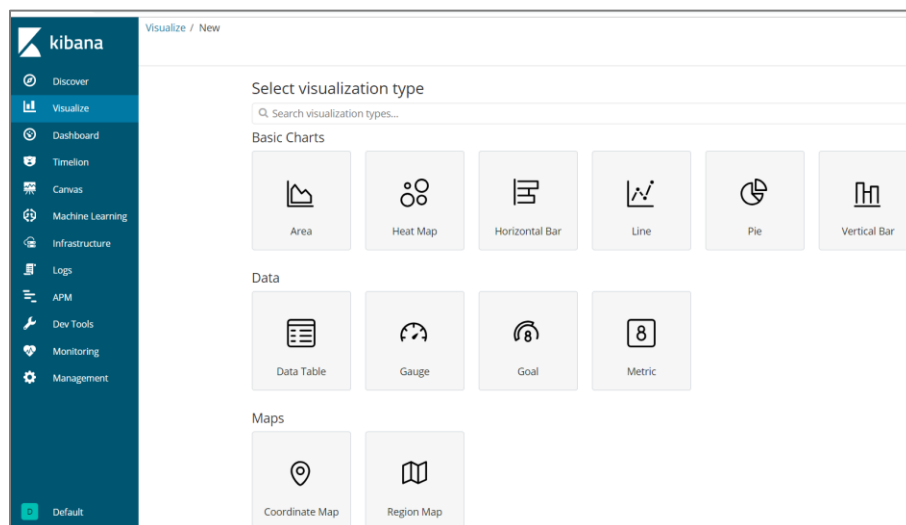 kibana
Discover
Visualize
Dashboard
Timelion
Canvas
Machine Learning
Infrastructure
Logs
APM
Dev Tools
Monitoring
Management
D Default
Visualize / New
Select visualization type
Search visualization types...
Basic Charts
Area Heat Map Horizontal Bar Line Pie Vertical Bar
Data
8 8
Data Table Gauge Goal Metric
Maps
Coordinate Map Region Map